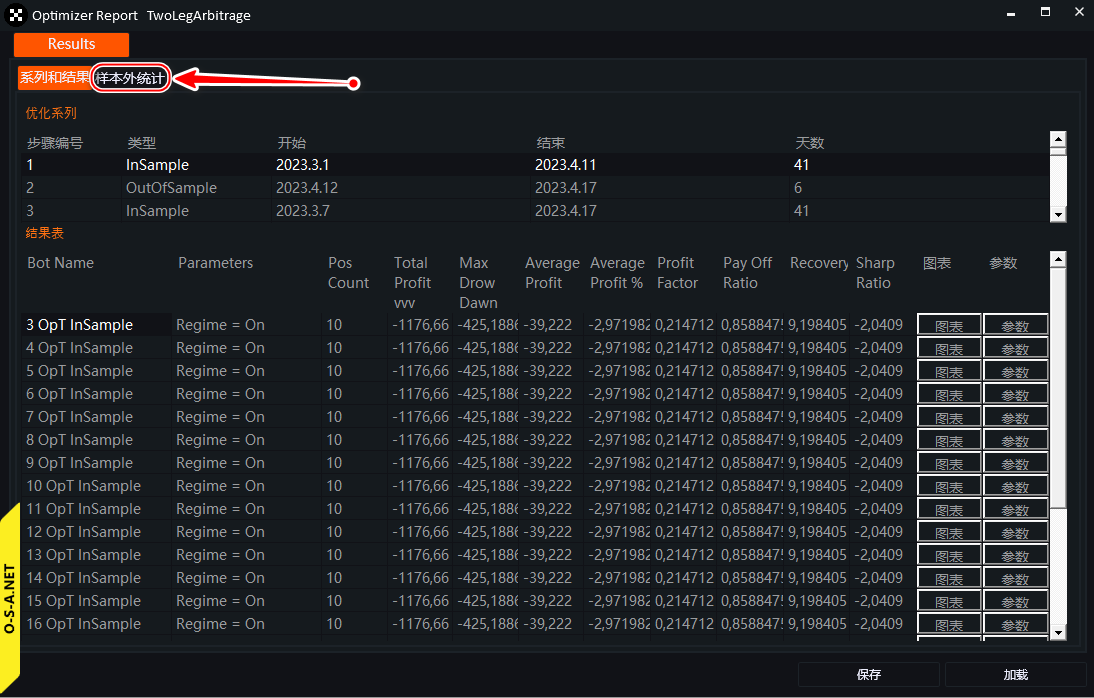 Optimizer Report TwoLegArbitrage
Results
系列和结果 样本外统计
优化系列
步骤编号 类型 开始 结束 天数
1 InSample 2023.3.1 2023.4.11 41
2 OutOfSample 2023.4.12 2023.4.17 6
3 InSample 2023.3.7 2023.4.17 41
结果表
Bot Name Parameters Pos Total Max Average Average Profit Pay Off Recovery Sharp 图表 参数
Count Profit Drow Profit Profit % Factor Ratio Ratio
vvv Dawn
3 OpT InSample Regime = On 10 -1176,66 -425,1886 -39,222 -2,971982 0,214712 0,8588475 9,198405 -2,0409 图表 参数
4 OpT InSample Regime = On 10 -1176,66 -425,1886 -39,222 -2,971982 0,214712 0,8588475 9,198405 -2,0409 图表 参数
5 OpT InSample Regime = On 10 -1176,66 -425,1886 -39,222 -2,971982 0,214712 0,8588475 9,198405 -2,0409 图表 参数
6 OpT InSample Regime = On 10 -1176,66 -425,1886 -39,222 -2,971982 0,214712 0,8588475 9,198405 -2,0409 图表 参数
7 OpT InSample Regime = On 10 -1176,66 -425,1886 -39,222 -2,971982 0,214712 0,8588475 9,198405 -2,0409 图表 参数
8 OpT InSample Regime = On 10 -1176,66 -425,1886 -39,222 -2,971982 0,214712 0,8588475 9,198405 -2,0409 图表 参数
9 OpT InSample Regime = On 10 -1176,66 -425,1886 -39,222 -2,971982 0,214712 0,8588475 9,198405 -2,0409 图表 参数
10 OpT InSample Regime = On 10 -1176,66 -425,1886 -39,222 -2,971982 0,214712 0,8588475 9,198405 -2,0409 图表 参数
11 OpT InSample Regime = On 10 -1176,66 -425,1886 -39,222 -2,971982 0,214712 0,8588475 9,198405 -2,0409 图表 参数
12 OpT InSample Regime = On 10 -1176,66 -425,1886 -39,222 -2,971982 0,214712 0,8588475 9,198405 -2,0409 图表 参数
13 OpT InSample Regime = On 10 -1176,66 -425,1886 -39,222 -2,971982 0,214712 0,8588475 9,198405 -2,0409 图表 参数
14 OpT InSample Regime = On 10 -1176,66 -425,1886 -39,222 -2,971982 0,214712 0,8588475 9,198405 -2,0409 图表 参数
15 OpT InSample Regime = On 10 -1176,66 -425,1886 -39,222 -2,971982 0,214712 0,8588475 9,198405 -2,0409 图表 参数
16 OpT InSample Regime = On 10 -1176,66 -425,1886 -39,222 -2,971982 0,214712 0,8588475 9,198405 -2,0409 图表 参数
O-S-A.NET
保存 加载